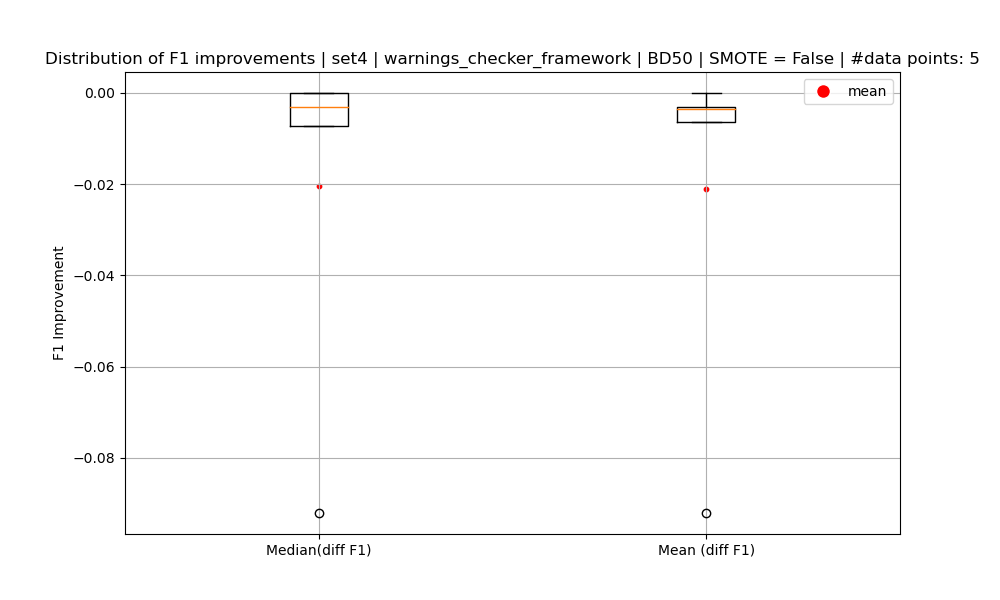 Distribution of F1 improvements | set4 | warnings_checker_framework | BD50 | SMOTE = False | #data points: 5
mean
0.00
−0.02
−0.04
−0.06
−0.08
F1 Improvement
Median(diff F1)
Mean (diff F1)